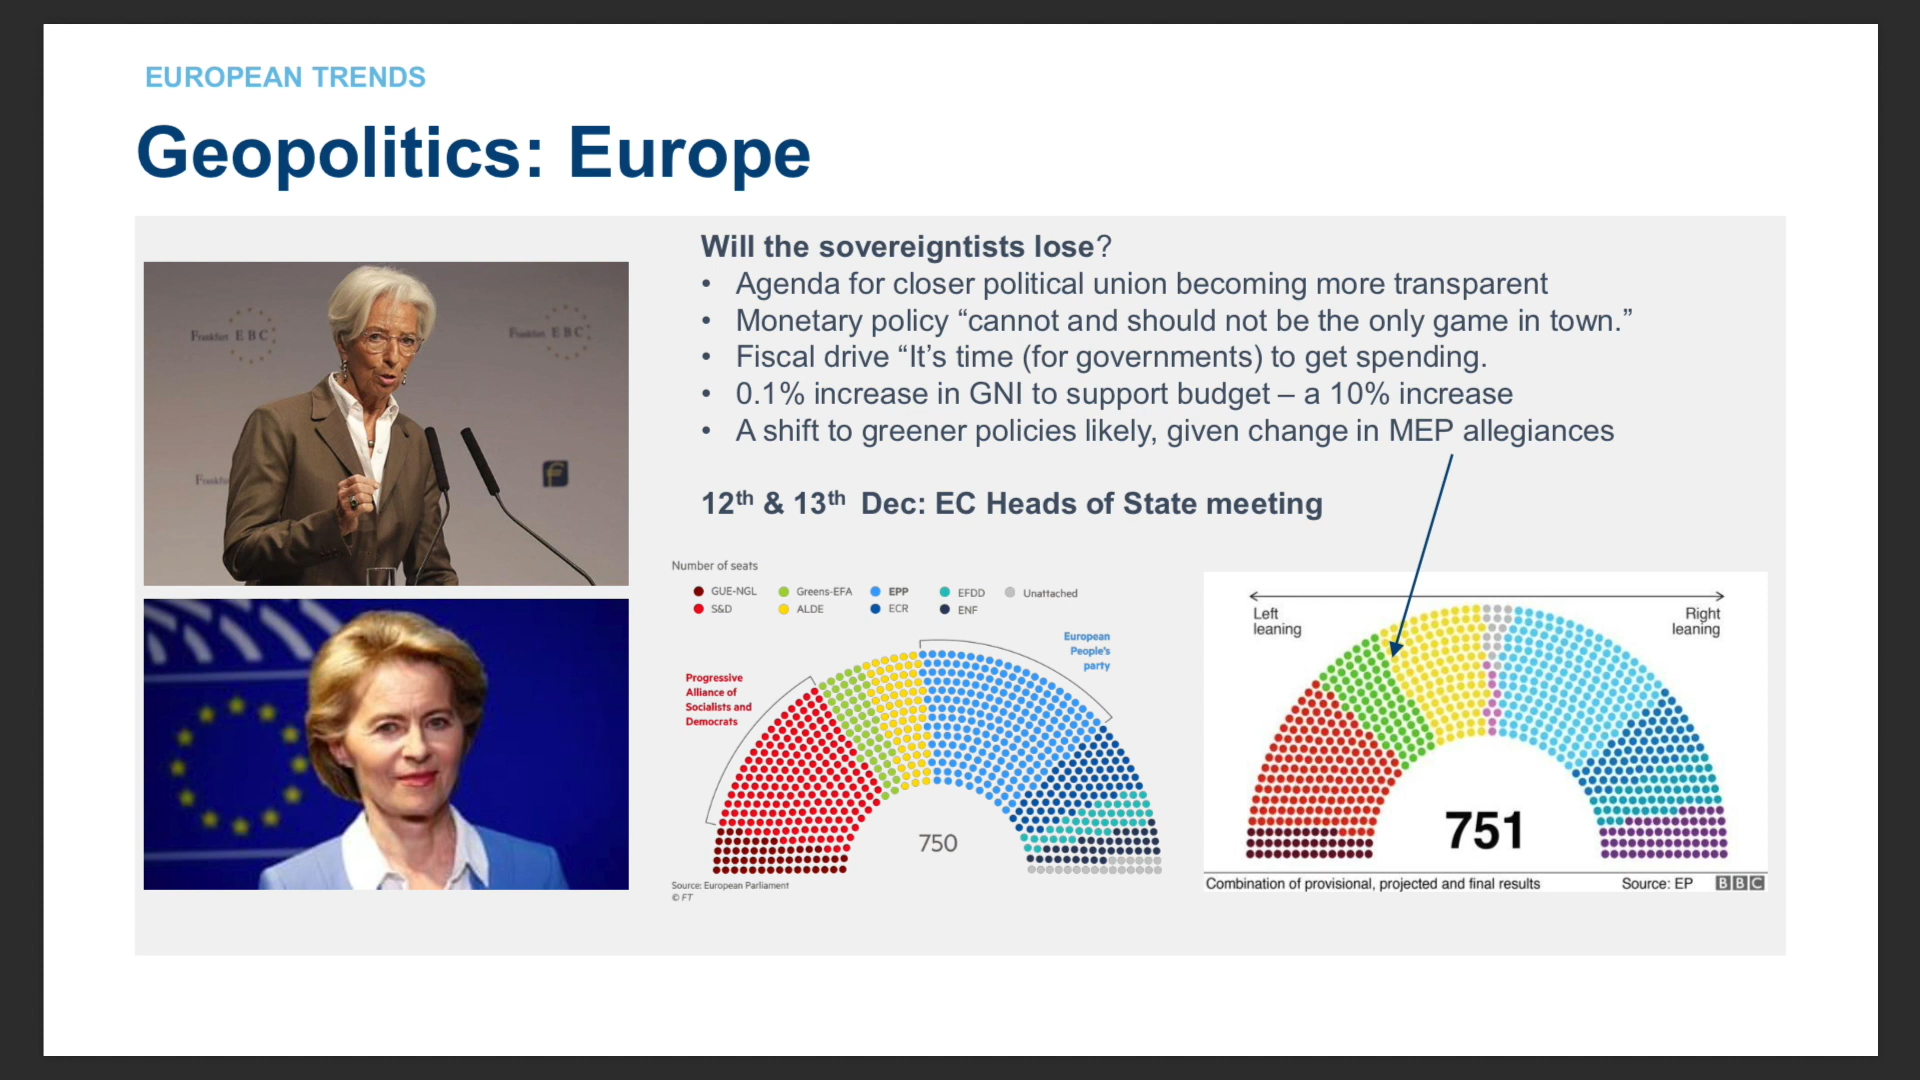 EUROPEAN TRENDS
Geopolitics: Europe
Frankfurt E B C
Frankfurt E B C
Will the sovereigntists lose?
• Agenda for closer political union becoming more transparent
• Monetary policy “cannot and should not be the only game in town.”
• Fiscal drive “It’s time (for governments) to get spending.
• 0.1% increase in GNI to support budget – a 10% increase
• A shift to greener policies likely, given change in MEP allegiances
12th & 13th Dec: EC Heads of State meeting
Number of seats
GUE-NGL Greens-EFA EPP EFDD Unattached
S&D ALDE ECR ENF
European
People's
party
Progressive
Alliance of
Socialists and
Democrats
750
Source: European Parliament
© FT
Left
leaning
Right
leaning
751
Combination of provisional, projected and final results Source: EP BBC